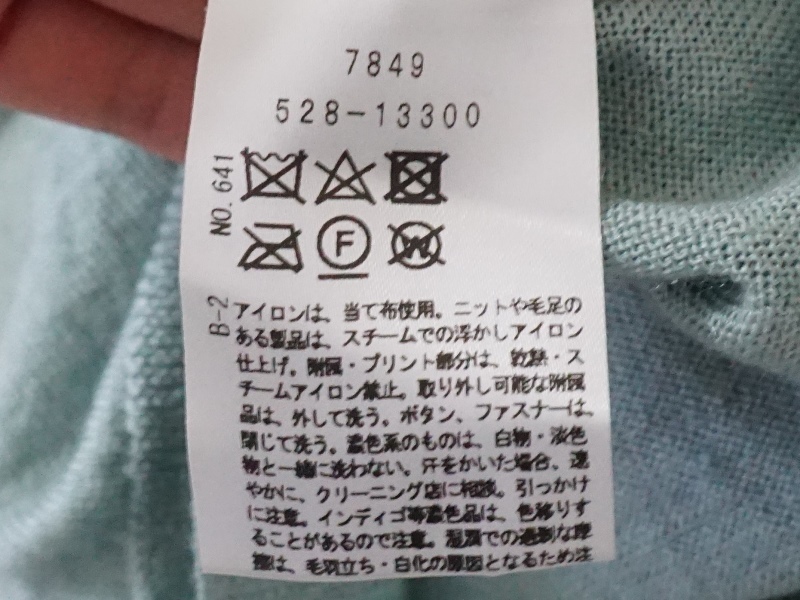 7849
528-13300
NO. 641
F
W
B-2
アイロンは、当て布使用。ニットや毛足の
ある製品は、スチームでの浮かしアイロン
仕上げ。附属・プリント部分は、乾熱・ス
チームアイロン禁止。取り外し可能な附属
品は、外して洗う。ボタン、ファスナーは、
閉じて洗う。濃色系のものは、白物・淡色
物と一緒に洗わない。汗をかいた場合、速
やかに、クリーニング店に相談。引っかけ
に注意。インディゴ等濃色品は、色移りす
ることがあるので注意。湿潤での過剰な摩
擦は、毛羽立ち・白化の原因となるため注